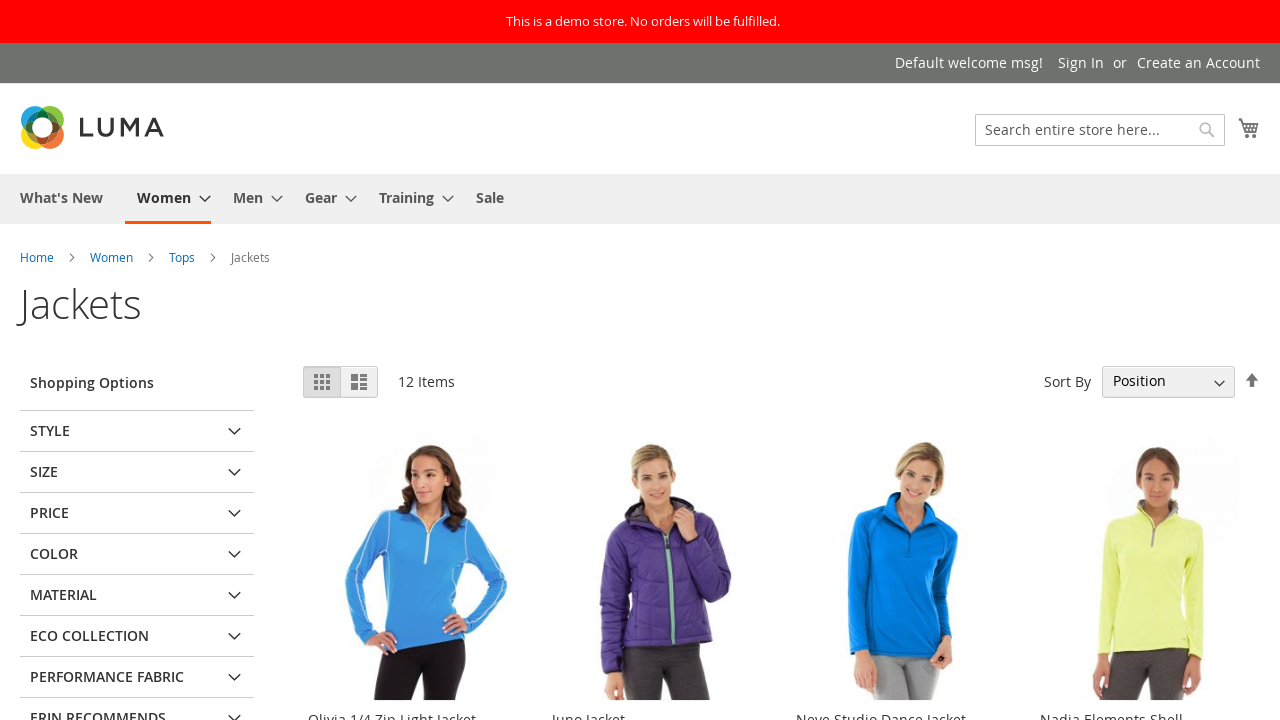 This is a demo store. No orders will be fulfilled.
Default welcome msg! Sign In or Create an Account
LUMA
Search entire store here...
What's New Women Men Gear Training Sale
Home Women Tops Jackets
Jackets
Shopping Options
12 Items
Sort By Position
STYLE
SIZE
PRICE
COLOR
MATERIAL
ECO COLLECTION
PERFORMANCE FABRIC
ERIN RECOMMENDS
Olivia 1/4 Zip Light Jacket
Juno Jacket
Neve Studio Dance Jacket
Nadia Elements Shell